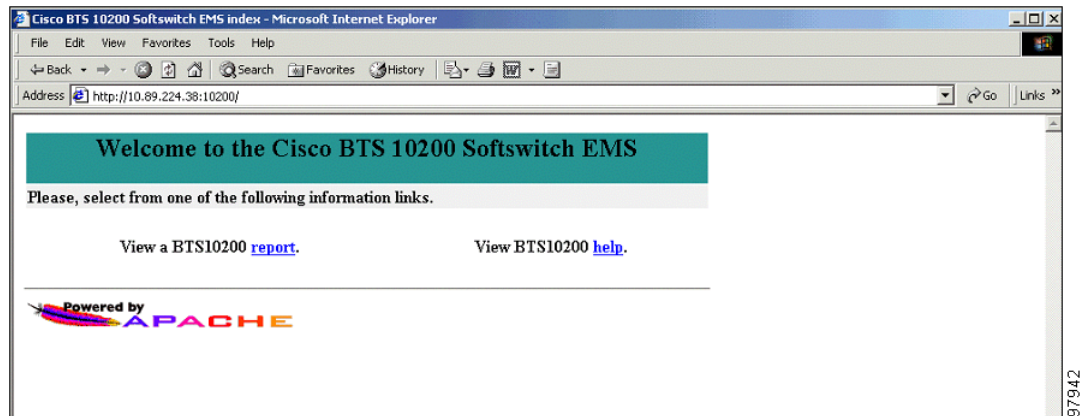 Cisco BTS 10200 Softswitch EMS index - Microsoft Internet Explorer
File Edit View Favorites Tools Help
Back Search Favorites History
Address http://10.89.224.38:10200/ Go Links »
Welcome to the Cisco BTS 10200 Softswitch EMS
Please, select from one of the following information links.
View a BTS10200 report. View BTS10200 help.
Powered by
APACHE
97942